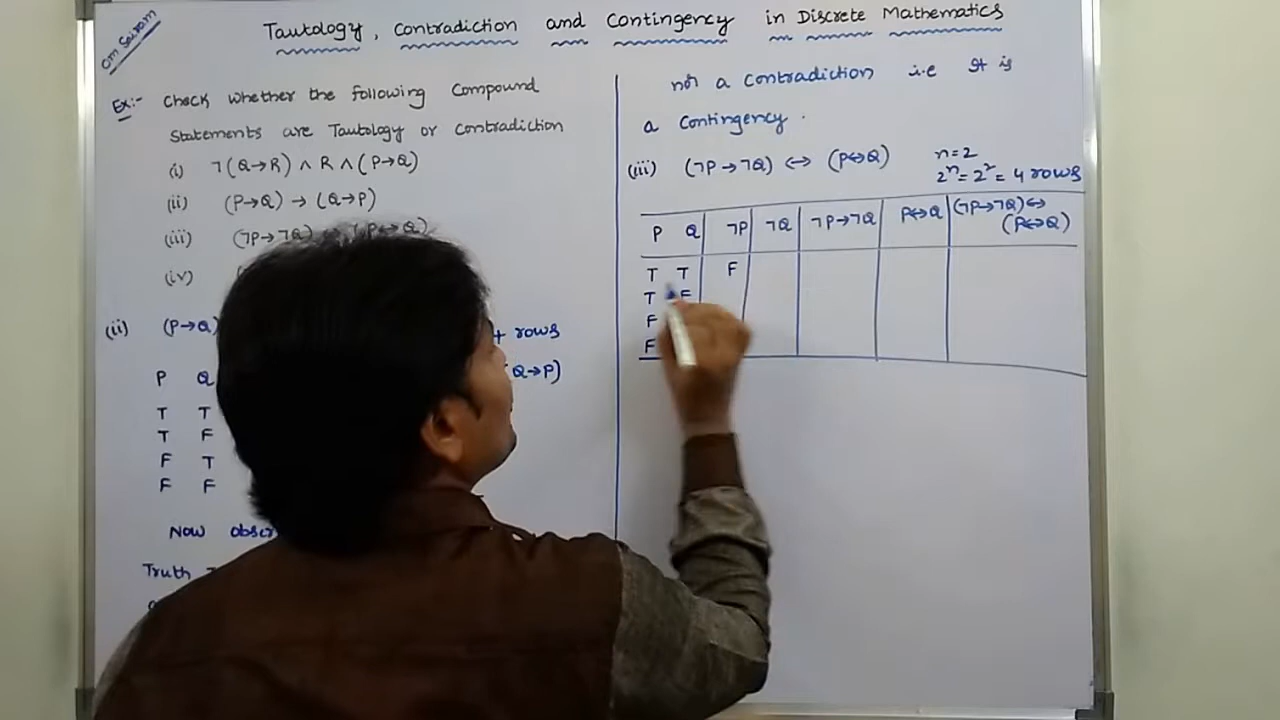 Om Sairam
Tautology, Contradiction and Contingency in Discrete Mathematics
Ex:- Check whether the following Compound
Statements are Tautology or Contradiction
(i) ¬(Q→R) ∧ R ∧ (P→Q)
(ii) (P→Q) → (Q→P)
(iii) (¬P→¬Q) ↔ (P↔Q)
(iv)
(ii) (P→Q) rows
P Q Q→P)
T T
T F
F T
F F
Now
Truth
not a Contradiction i.e It is
a Contingency.
(iii) (¬P→¬Q) ↔ (P↔Q) n=2
2ⁿ=2²= 4 rows
P Q ¬P ¬Q ¬P→¬Q P↔Q (¬P→¬Q)↔
(P↔Q)
T T F
T F
F
F